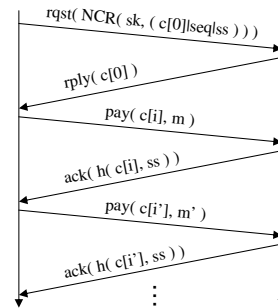 rqst( NCR( sk, ( c[0]|seq|ss ) ) )
rply( c[0] )
pay( c[i], m )
ack( h( c[i], ss ) )
pay( c[i’], m’ )
ack( h( c[i’], ss ) )